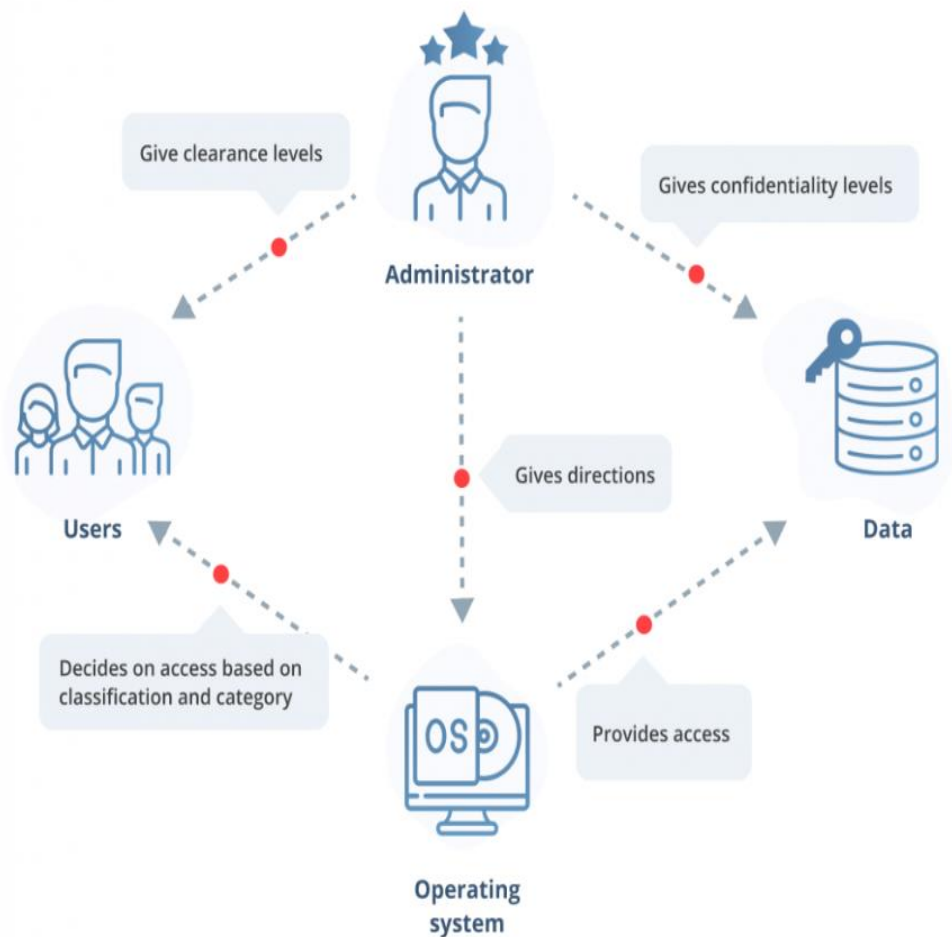 Give clearance levels
Gives confidentiality levels
Administrator
Gives directions
Users
Data
Decides on access based on
classification and category
Provides access
OS
Operating
system